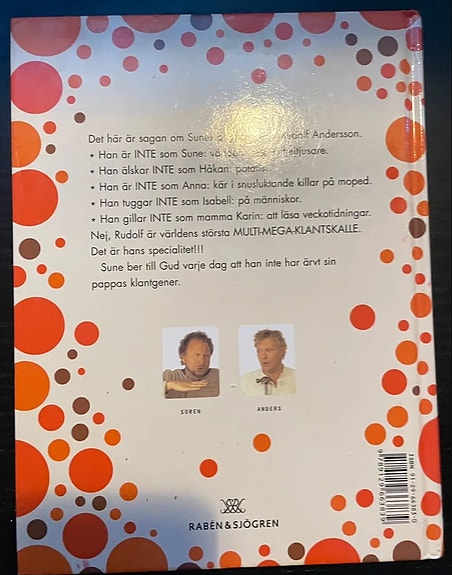 Det här är sagan om Sunes Rudolf Andersson.
★ Han är INTE som Sune:
★ Han älskar INTE som Håkan: potatis.
★ Han är INTE som Anna: kär i snusluktande killar på moped.
★ Han tuggar INTE som Isabell: på människor.
★ Han gillar INTE som mamma Karin: att läsa veckotidningar.
Nej, Rudolf är världens största MULTI-MEGA-KLANTSKALLE.
Det är hans specialitet!!!
Sune ber till Gud varje dag att han inte har ärvt sin
pappas klantgener.
SÖREN
ANDERS
RABÉN&SJÖGREN